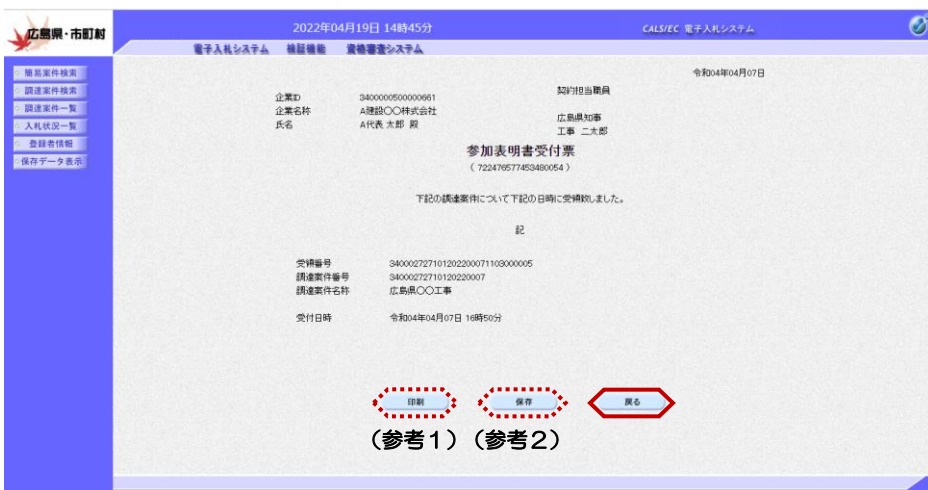 広島県・市町村
2022年04月19日 14時45分
CALS/EC 電子入札システム
電子入札システム 検証機能 資格審査システム
簡易案件検索
調達案件検索
調達案件一覧
入札状況一覧
登録者情報
保存データ表示
令和04年04月07日
企業ID 3400000500000661
企業名称 A建設〇〇株式会社
氏名 A代表 太郎 殿
契約担当職員
広島県知事
工事 二太郎
参加表明書受付票
( 722476577453480054 )
下記の調達案件について下記の日時に受領致しました。
記
受領番号 340002727101202200071103000005
調達案件番号 34000272710120220007
調達案件名称 広島県〇〇工事
受付日時 令和04年04月07日 16時50分
印刷 保存 戻る
(参考1) (参考2)